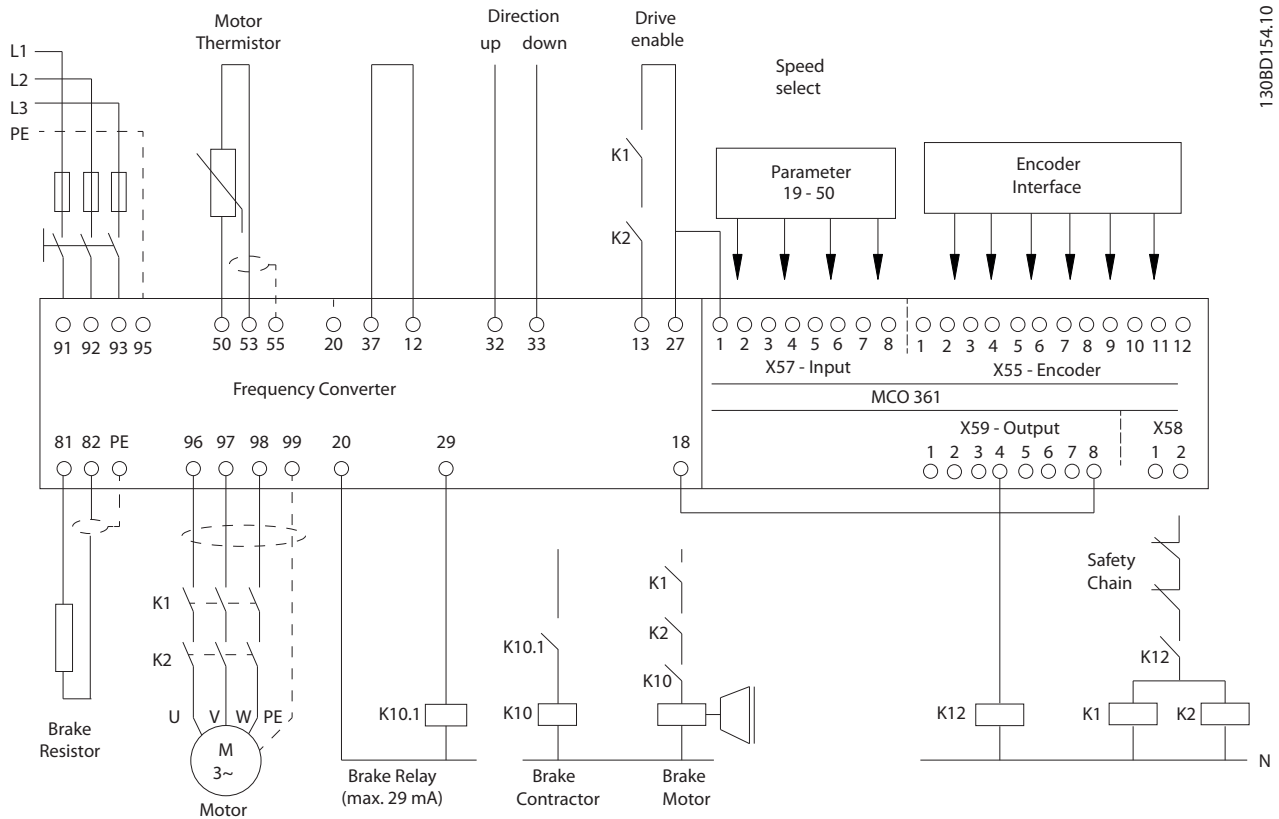 130BD154.10
Motor
Thermistor
Direction
up down
Drive
enable
Speed
select
L1
L2
L3
PE
K1
K2
Parameter
19 - 50
Encoder
Interface
91 92 93 95 50 53 55 20 37 12 32 33 13 27 1 2 3 4 5 6 7 8 1 2 3 4 5 6 7 8 9 10 11 12
X57 - Input X55 - Encoder
Frequency Converter
MCO 361
X59 - Output X58
81 82 PE 96 97 98 99 20 29 18 1 2 3 4 5 6 7 8 1 2
K1
K2
U V W PE
M
3~
Motor
Brake
Resistor
K10.1
Brake Relay
(max. 29 mA)
K10.1
K10
Brake
Contractor
K1
K2
K10
Brake
Motor
Safety
Chain
K12
K12
K1 K2
N